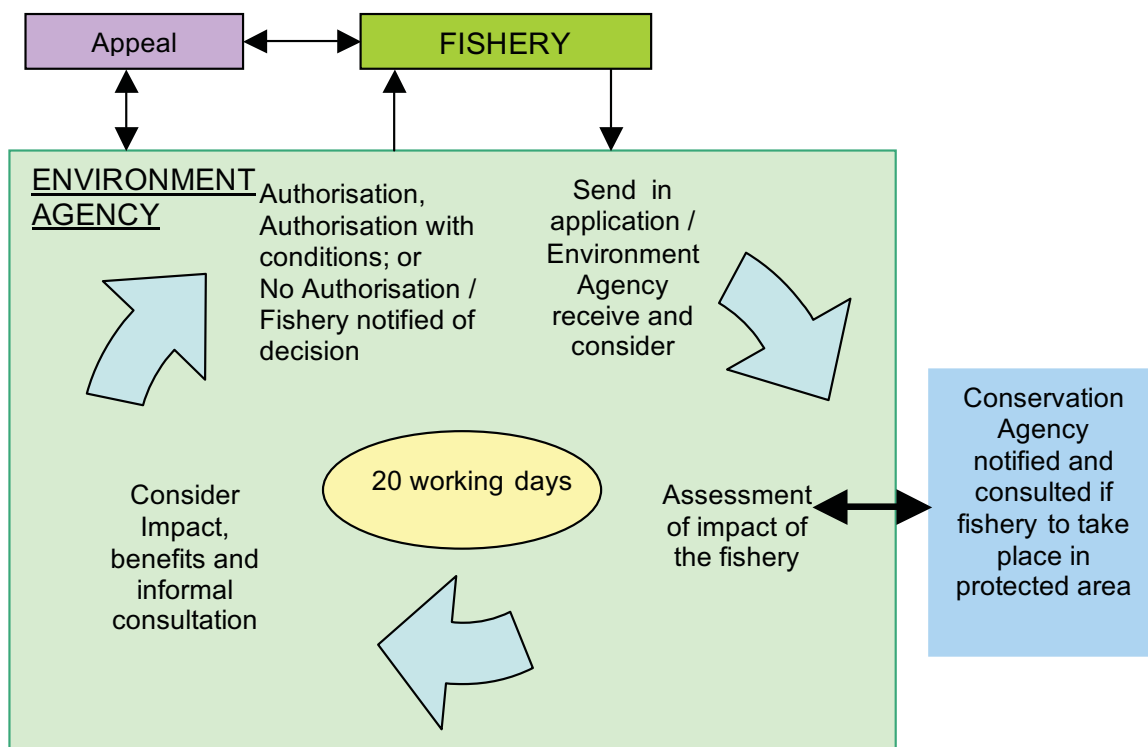 Appeal
FISHERY
ENVIRONMENT
AGENCY
Authorisation,
Authorisation with
conditions; or
No Authorisation /
Fishery notified of
decision
Send in
application /
Environment
Agency
receive and
consider
Conservation
Agency
notified and
consulted if
fishery to take
place in
protected area
20 working days
Assessment
of impact of
the fishery
Consider
Impact,
benefits and
informal
consultation